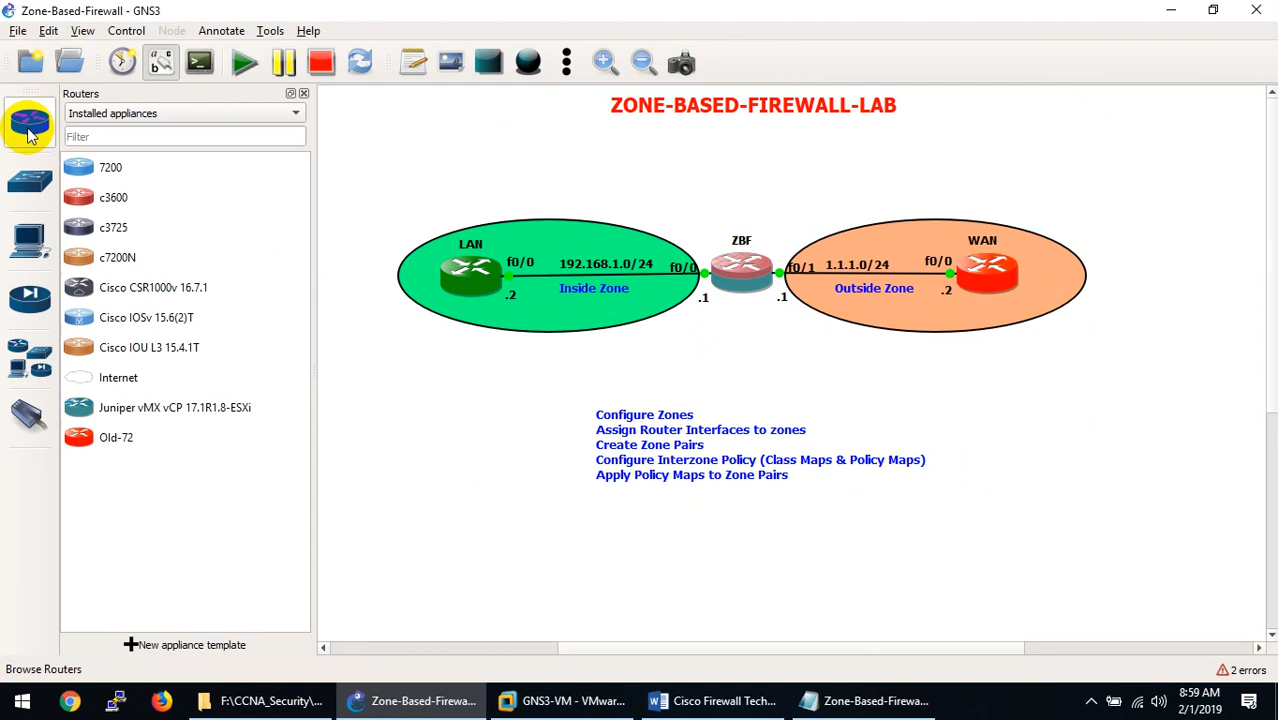 Zone-Based-Firewall - GNS3
File Edit View Control Node Annotate Tools Help
Routers
Installed appliances
Filter
7200
c3600
c3725
c7200N
Cisco CSR1000v 16.7.1
Cisco IOSv 15.6(2)T
Cisco IOU L3 15.4.1T
Internet
Juniper vMX vCP 17.1R1.8-ESXi
Old-72
New appliance template
ZONE-BASED-FIREWALL-LAB
LAN
ZBF
WAN
f0/0
192.168.1.0/24
f0/0
f0/1
1.1.1.0/24
f0/0
.2
Inside Zone
.1
.1
Outside Zone
.2
Configure Zones
Assign Router Interfaces to zones
Create Zone Pairs
Configure Interzone Policy (Class Maps & Policy Maps)
Apply Policy Maps to Zone Pairs
Browse Routers
2 errors
F:\CCNA_Security\...
Zone-Based-Firewa...
GNS3-VM - VMwar...
Cisco Firewall Tech...
Zone-Based-Firewa...
8:59 AM
2/1/2019